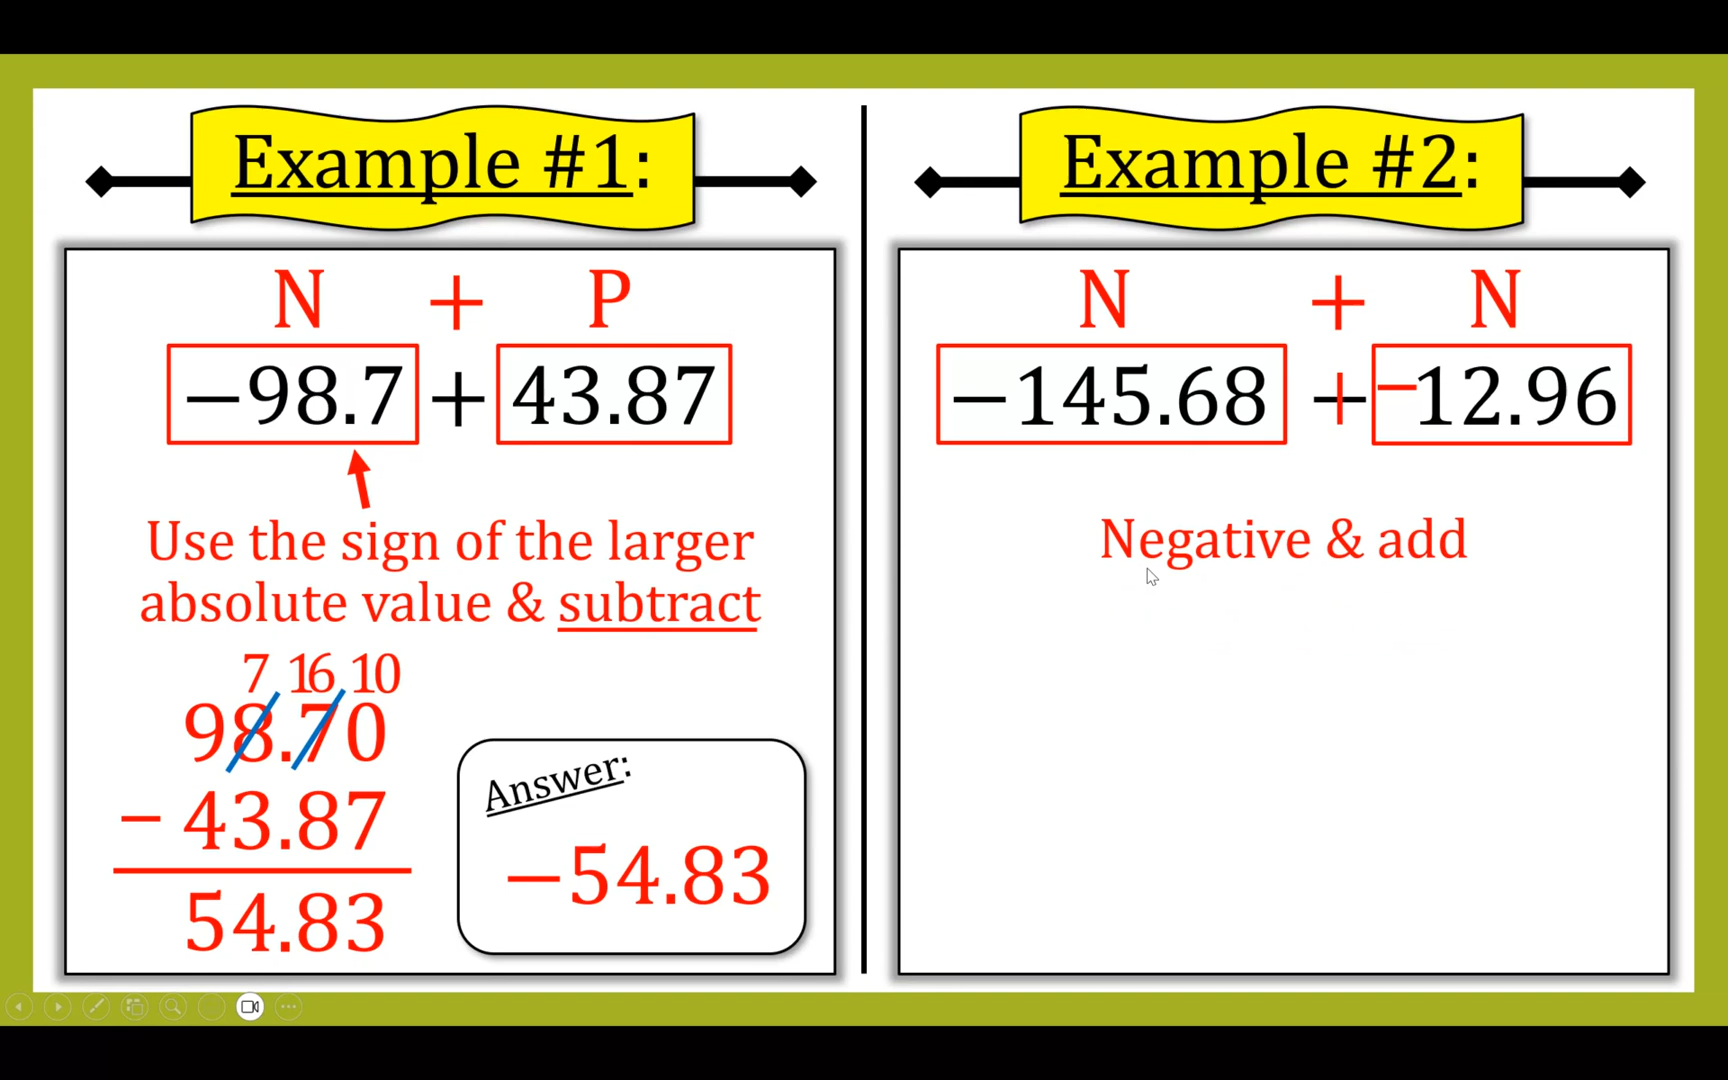 Example #1:
N + P
−98.7 + 43.87
Use the sign of the larger
absolute value & subtract
7 16 10
98.70
− 43.87
54.83
Answer:
−54.83
Example #2:
N + N
−145.68 + −12.96
Negative & add